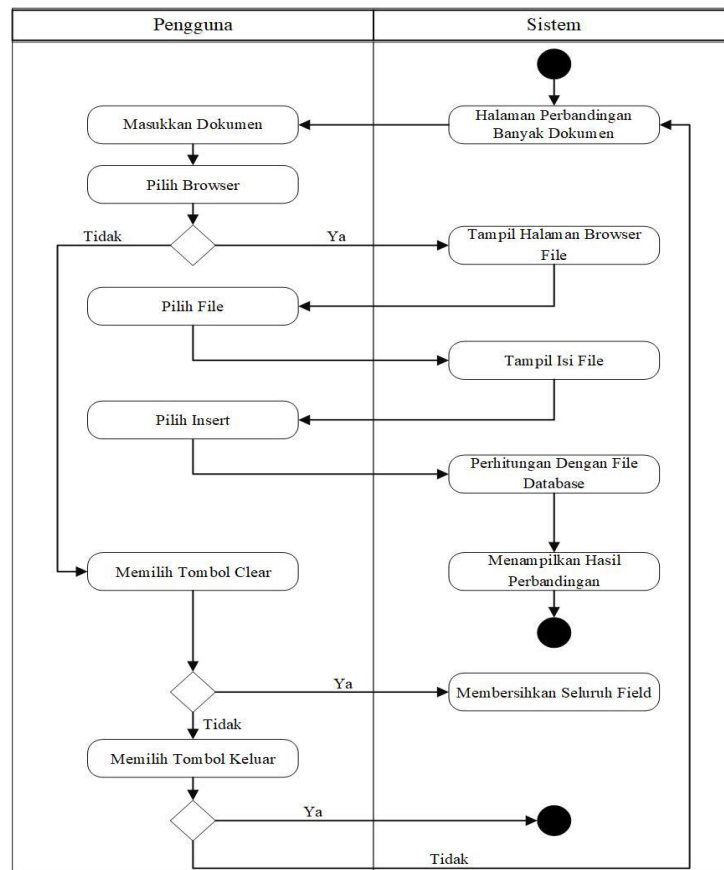 Pengguna
Sistem
Halaman Perbandingan
Banyak Dokumen
Masukkan Dokumen
Pilih Browser
Tidak
Ya
Tampil Halaman Browser
File
Pilih File
Tampil Isi File
Pilih Insert
Perhitungan Dengan File
Database
Memilih Tombol Clear
Menampilkan Hasil
Perbandingan
Ya
Membersihkan Seluruh Field
Tidak
Memilih Tombol Keluar
Ya
Tidak